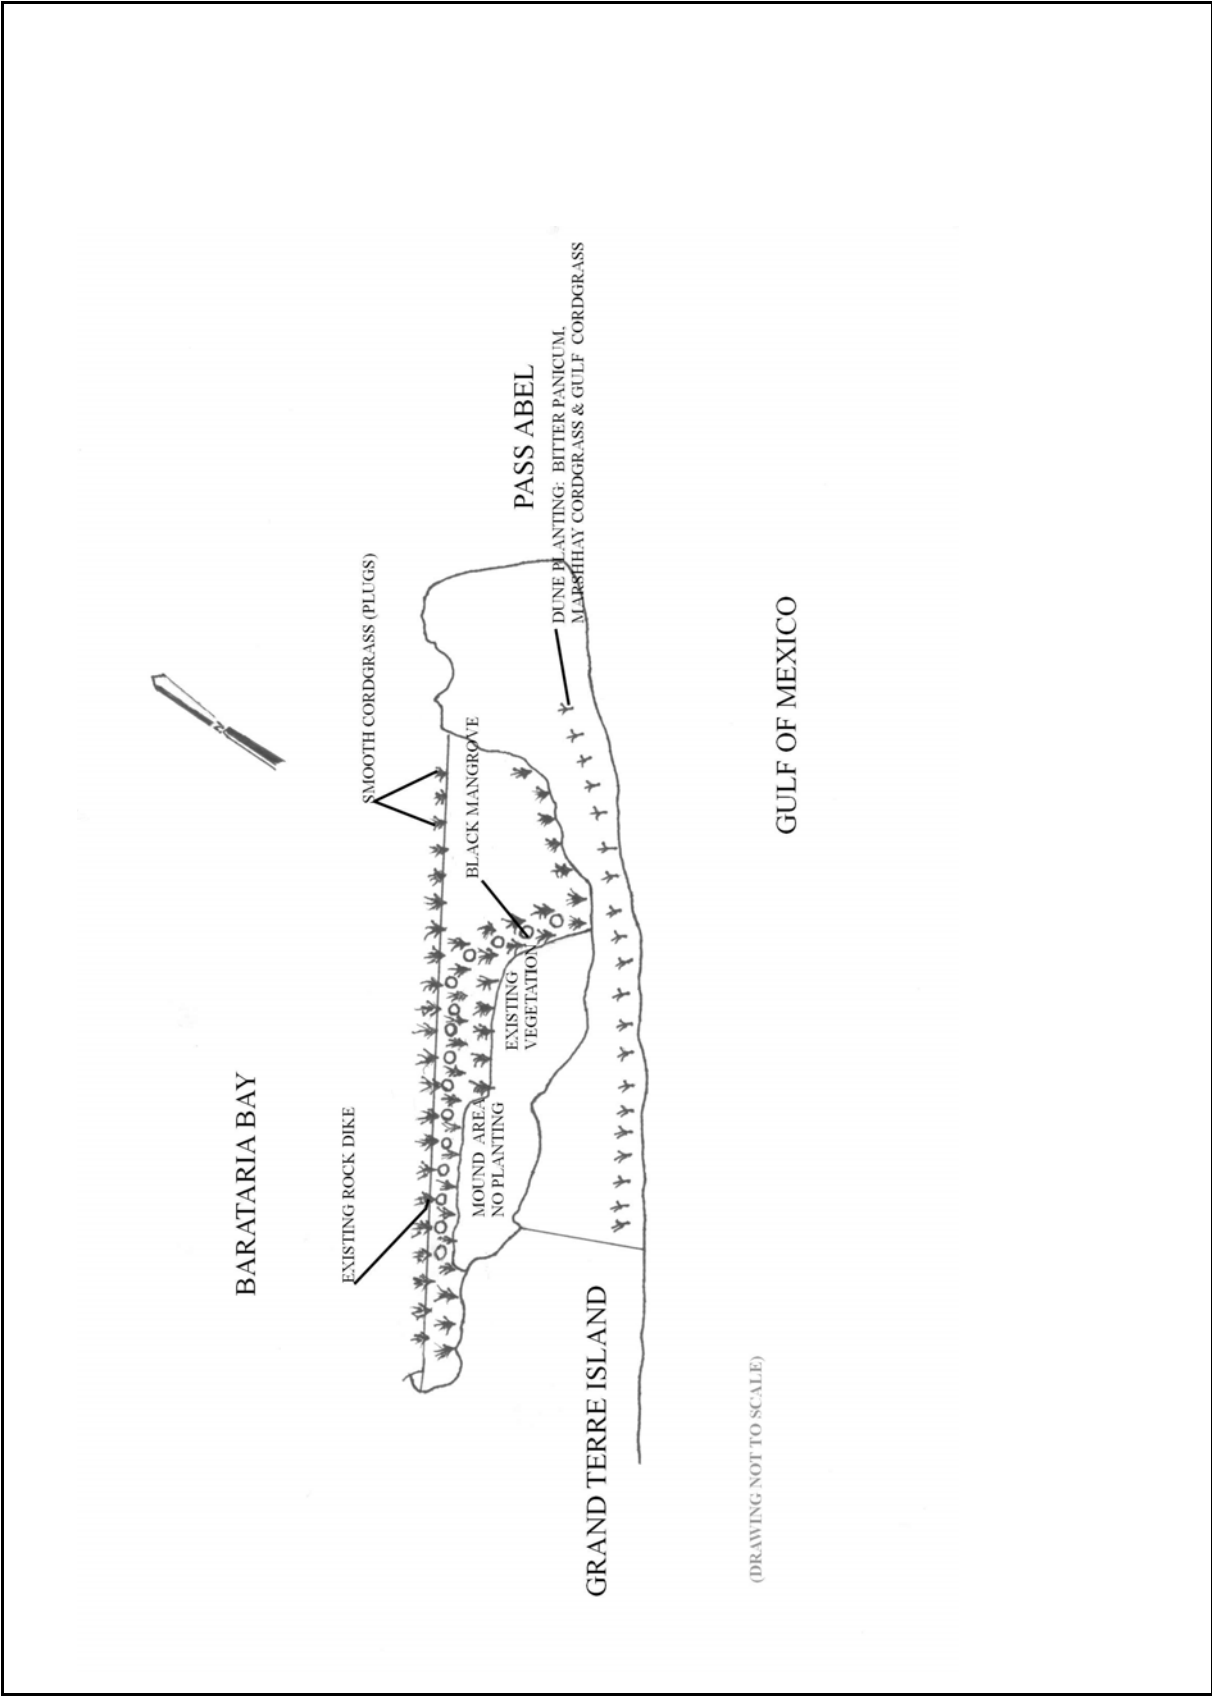 BARATARIA BAY
EXISTING ROCK DIKE
SMOOTH CORDGRASS (PLUGS)
N
BLACK MANGROVE
MOUND AREA
NO PLANTING
EXISTING
VEGETATION
PASS ABEL
DUNE PLANTING: BITTER PANICUM,
MARSHHAY CORDGRASS & GULF CORDGRASS
GRAND TERRE ISLAND
GULF OF MEXICO
(DRAWING NOT TO SCALE)